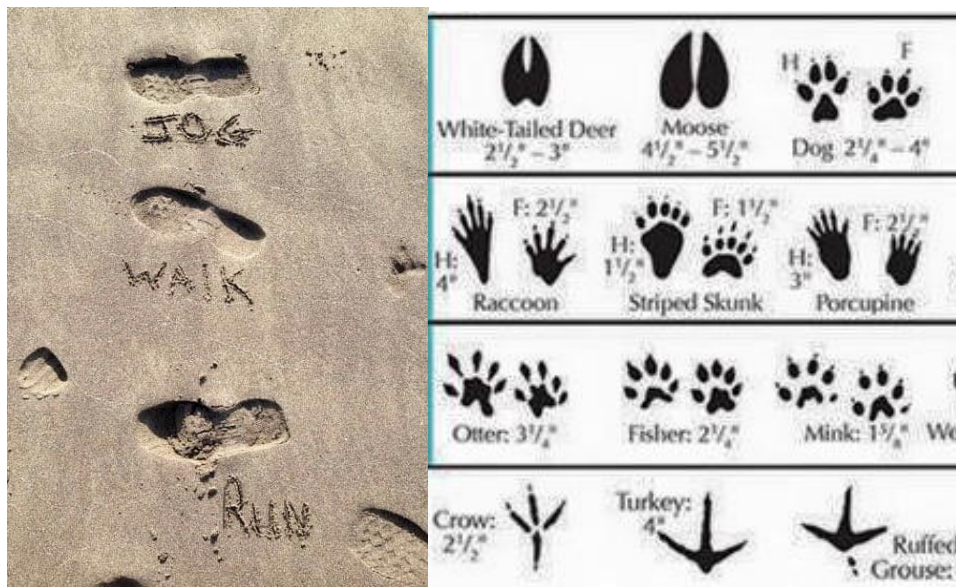 JOG
WALK
RUN
H
F
White-Tailed Deer
2½" – 3"
Moose
4½" – 5½"
Dog 2¼" – 4"
H:
4"
F: 2½"
Raccoon
H:
1½"
F: 1½"
Striped Skunk
H:
3"
F: 2½"
Porcupine
Otter: 3¼"
Fisher: 2¼"
Mink: 1⅝"
Crow:
2½"
Turkey:
4"
Ruffed
Grouse: